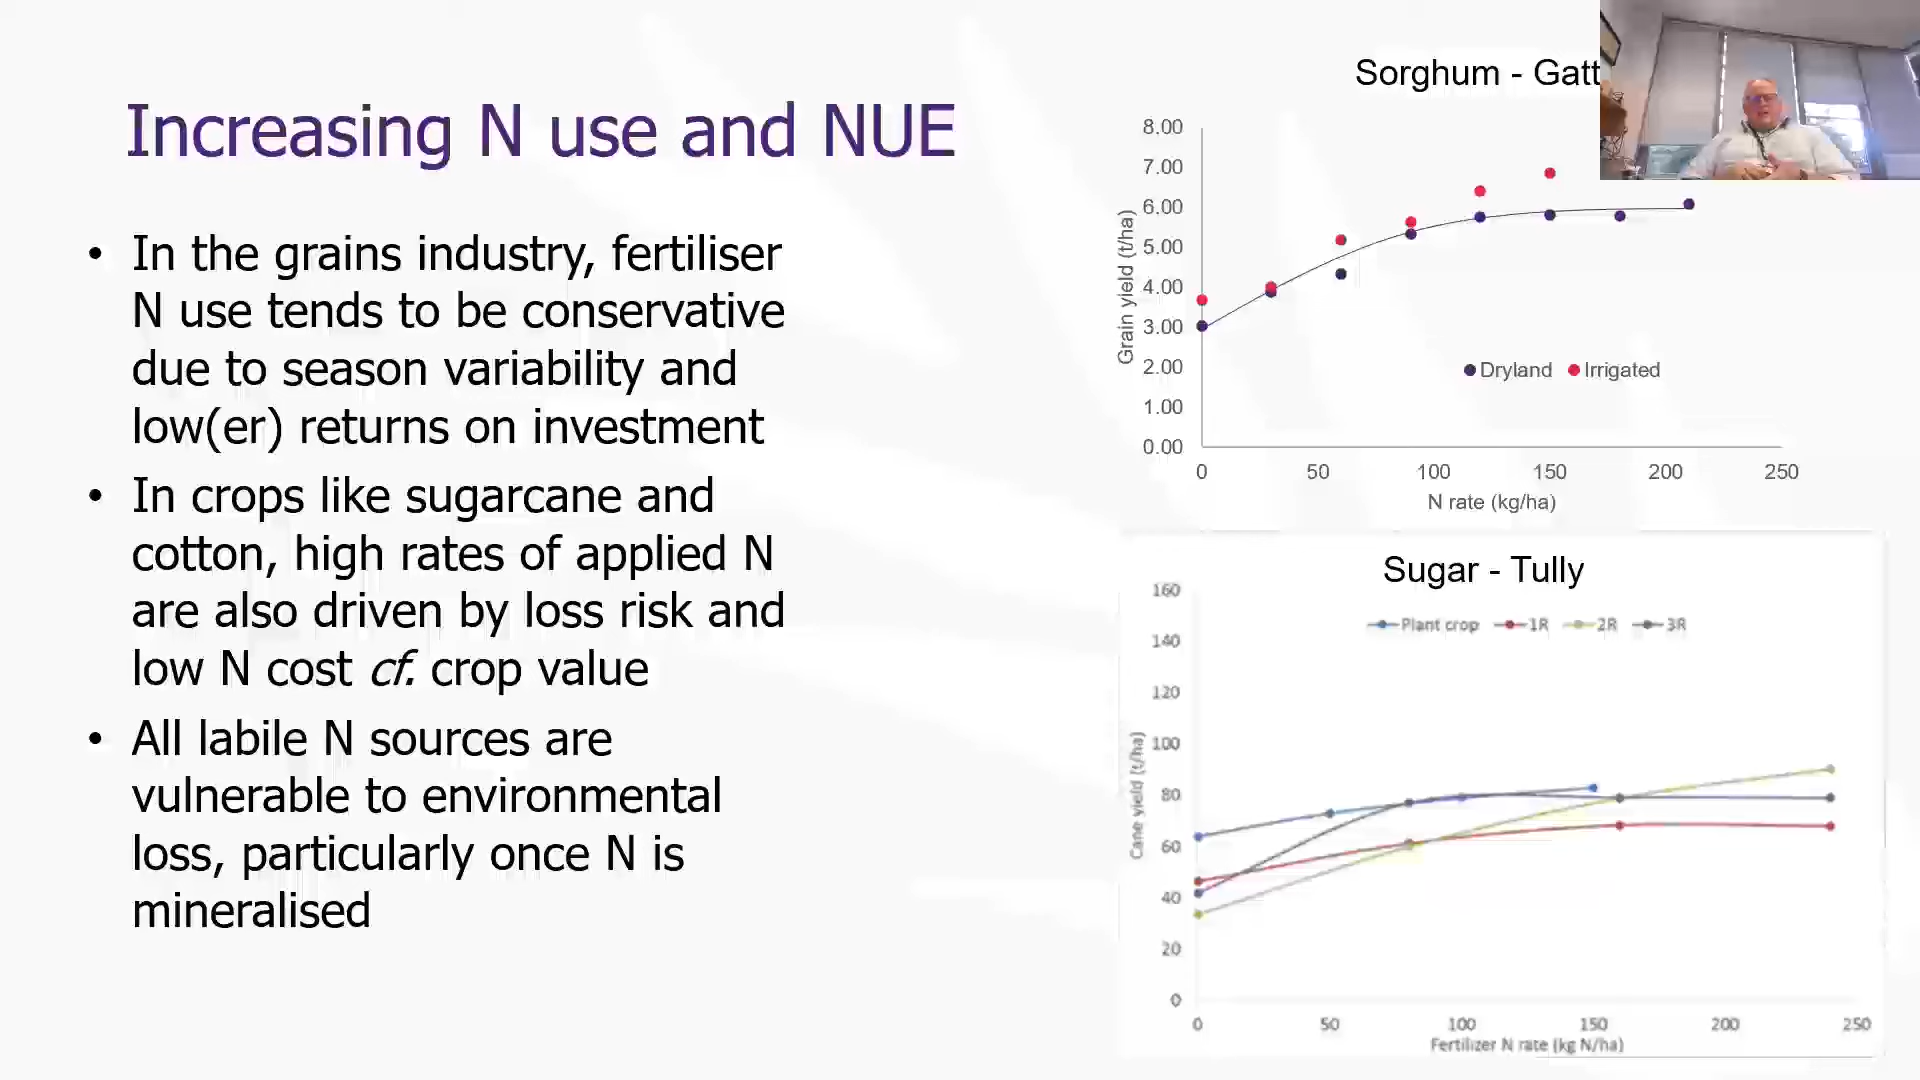 Increasing N use and NUE
• In the grains industry, fertiliser
N use tends to be conservative
due to season variability and
low(er) returns on investment
• In crops like sugarcane and
cotton, high rates of applied N
are also driven by loss risk and
low N cost cf. crop value
• All labile N sources are
vulnerable to environmental
loss, particularly once N is
mineralised
Sorghum - Gatt
8.00
7.00
6.00
5.00
4.00
3.00
2.00
1.00
0.00
Grain yield (t/ha)
Dryland Irrigated
0 50 100 150 200 250
N rate (kg/ha)
Sugar - Tully
160
140
120
100
80
60
40
20
0
Cane yield (t/ha)
Plant crop 1R 2R 3R
0 50 100 150 200 250
Fertilizer N rate (kg N/ha)